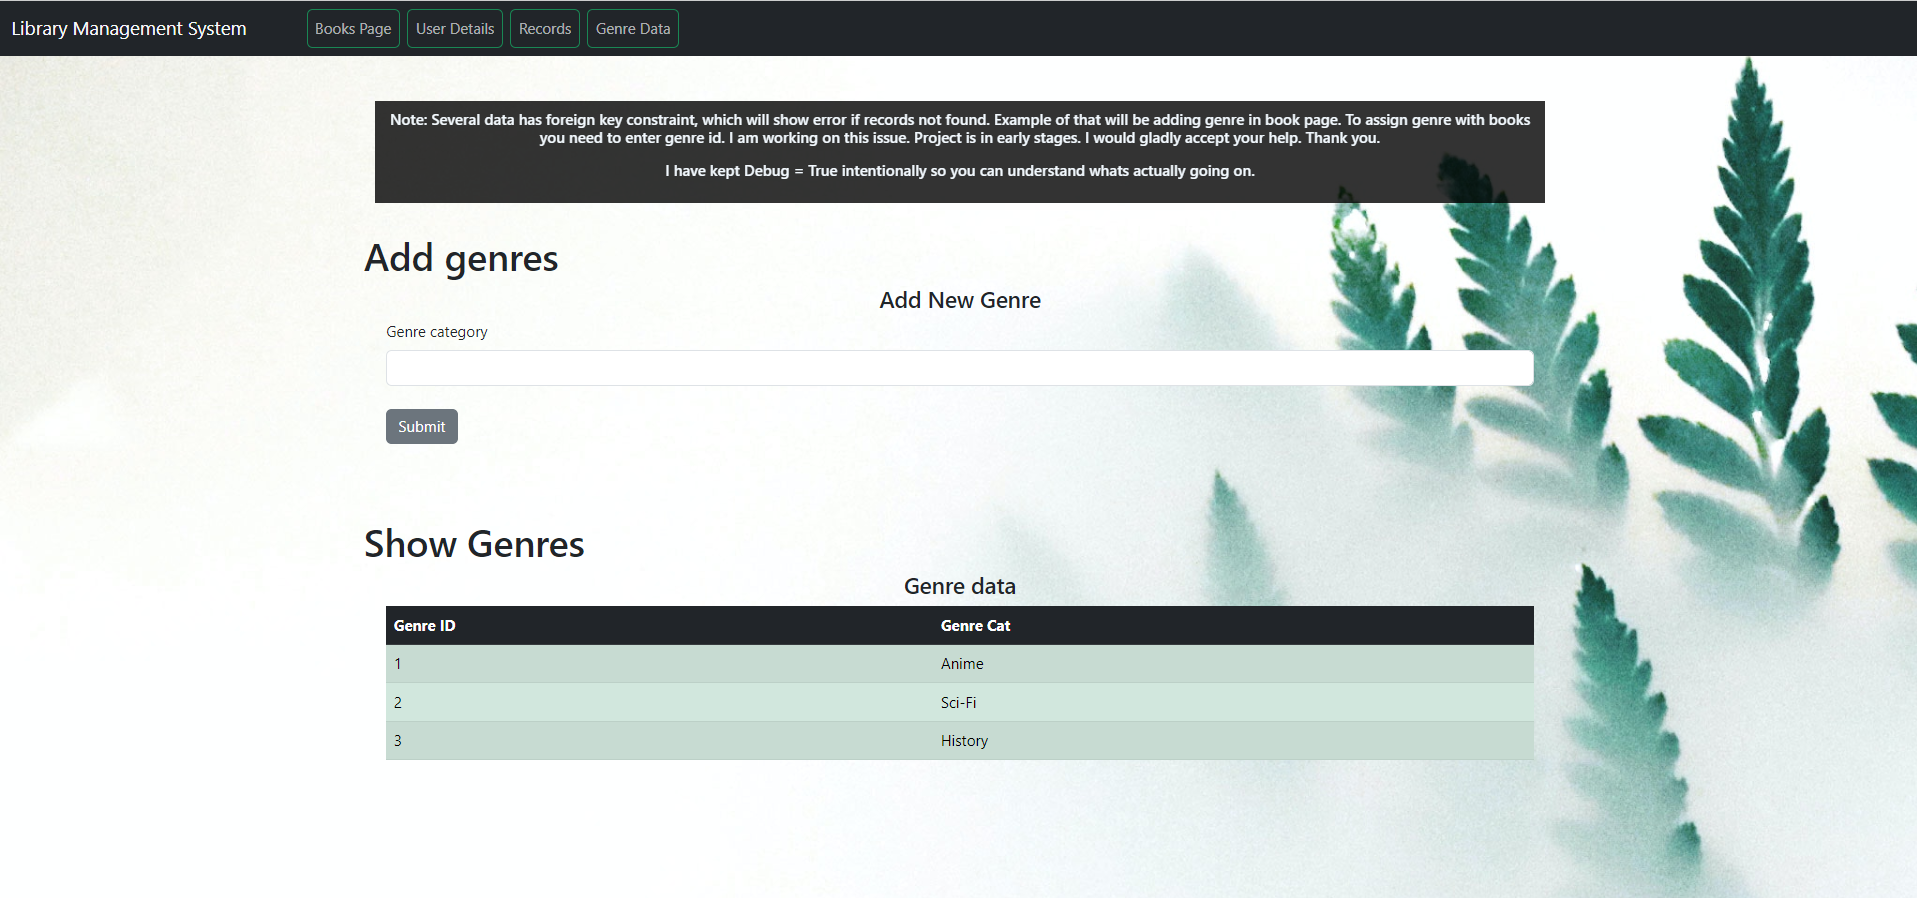 Library Management System
Books Page
User Details
Records
Genre Data
Note: Several data has foreign key constraint, which will show error if records not found. Example of that will be adding genre in book page. To assign genre with books
you need to enter genre id. I am working on this issue. Project is in early stages. I would gladly accept your help. Thank you.
I have kept Debug = True intentionally so you can understand whats actually going on.
Add genres
Add New Genre
Genre category
Submit
Show Genres
Genre data
Genre ID Genre Cat
1 Anime
2 Sci-Fi
3 History